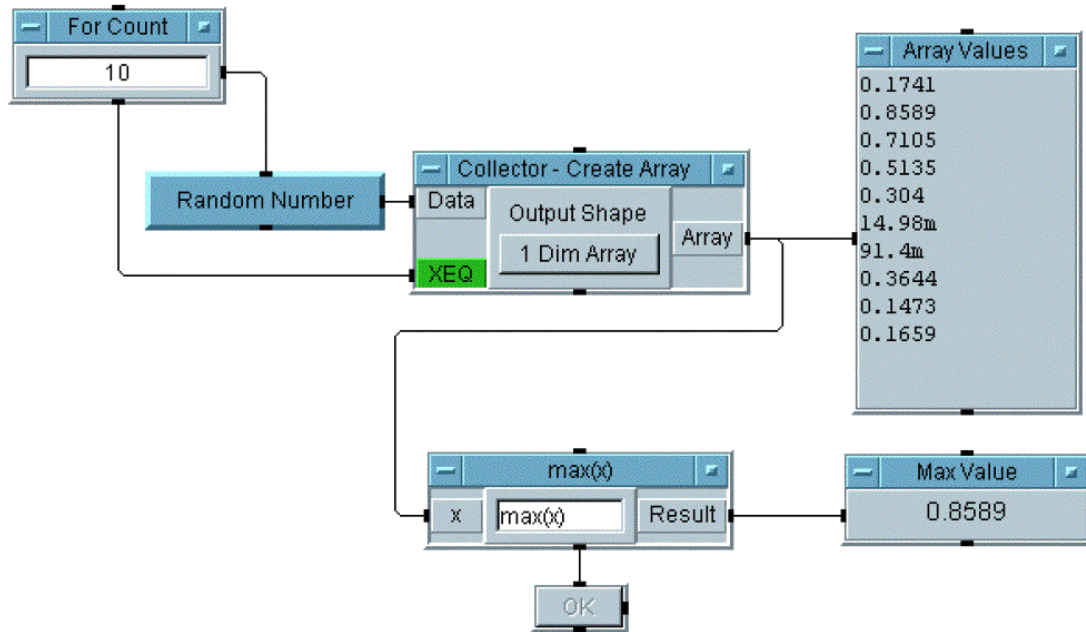 For Count
10
Random Number
Collector - Create Array
Data
XEQ
Output Shape
1 Dim Array
Array
Array Values
0.1741
0.8589
0.7105
0.5135
0.304
14.98m
91.4m
0.3644
0.1473
0.1659
max(x)
x
max(x)
Result
Max Value
0.8589
OK